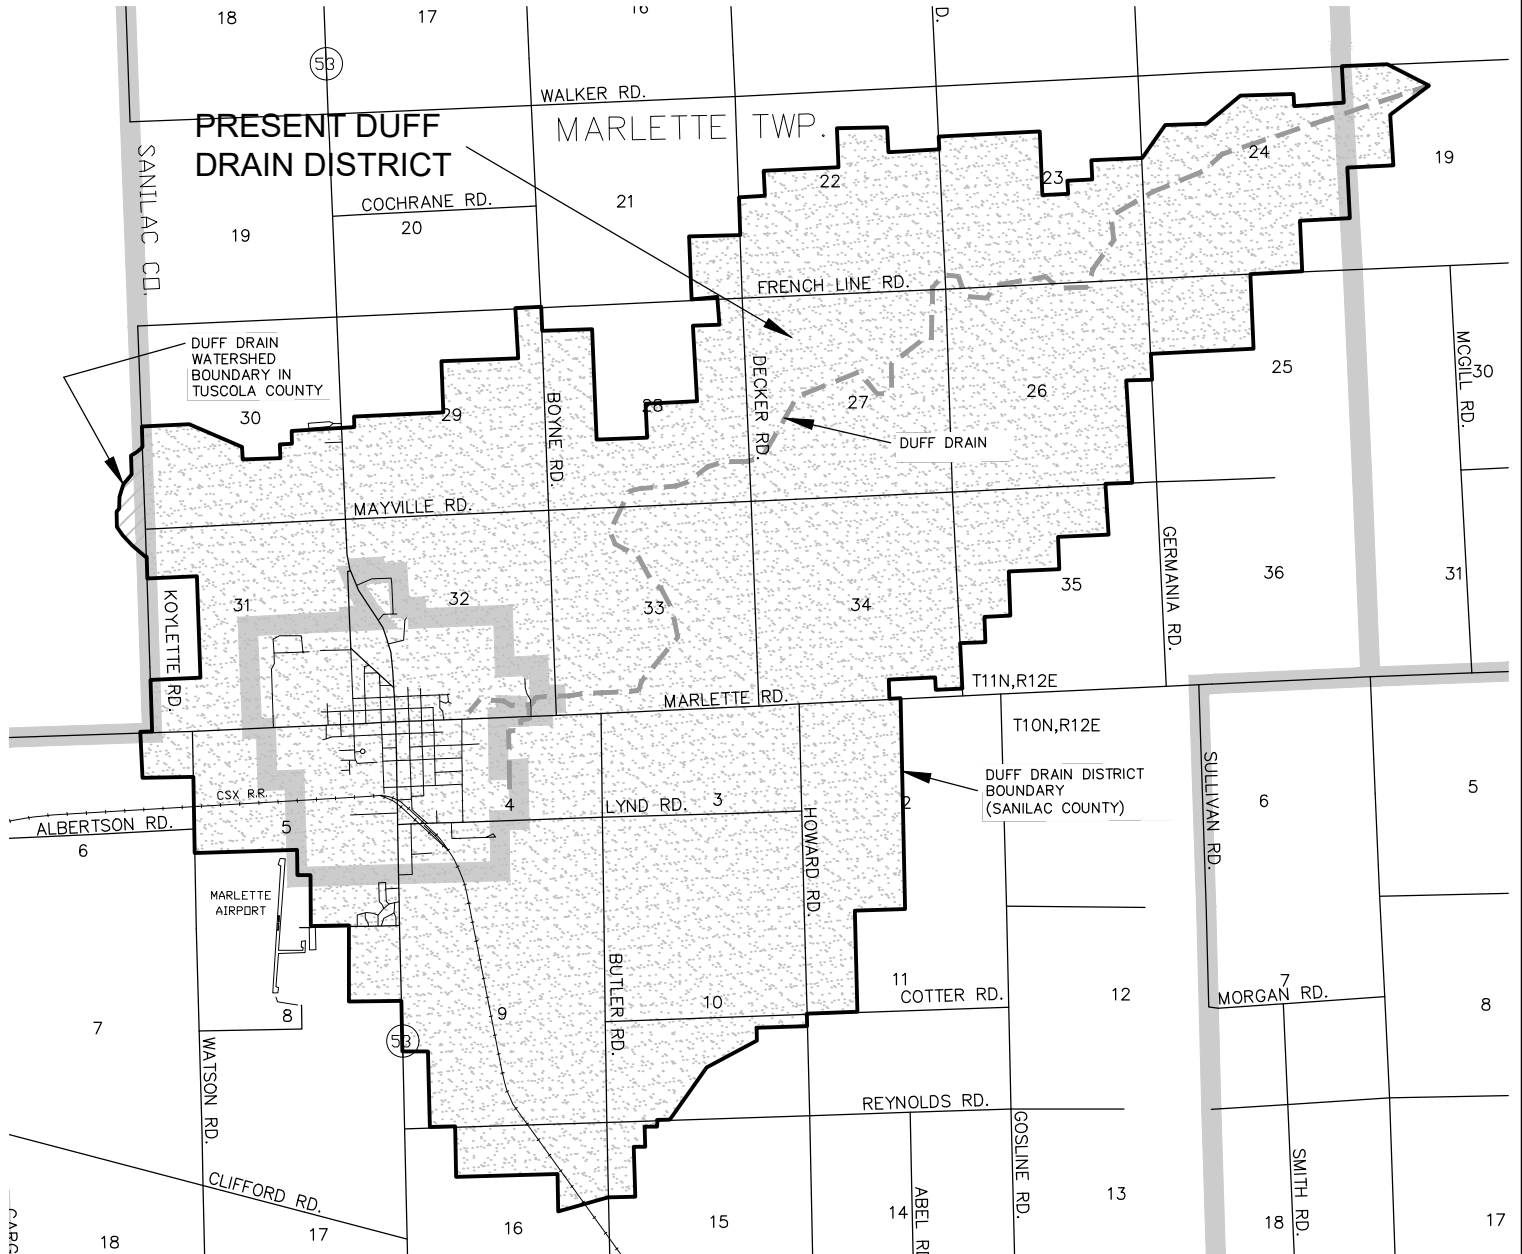 18
17
16
D.
53
WALKER RD.
PRESENT DUFF
DRAIN DISTRICT
MARLETTE TWP.
SANILAC CO.
24
19
22
23
COCHRANE RD.
21
20
19
FRENCH LINE RD.
DUFF DRAIN
WATERSHED
BOUNDARY IN
TUSCOLA COUNTY
30
29
28
BOYNE RD.
DECKER RD.
27
26
25
MCGILL RD.
30
DUFF DRAIN
MAYVILLE RD.
GERMANIA RD.
KOYLETTE RD.
31
32
33
34
35
36
31
MARLETTE RD.
T11N,R12E
T10N,R12E
DUFF DRAIN DISTRICT
BOUNDARY
(SANILAC COUNTY)
SULLIVAN RD.
6
5
CSX R.R.
ALBERTSON RD.
6
5
4
LYND RD.
3
2
HOWARD RD.
MARLETTE
AIRPORT
BUTLER RD.
11
COTTER RD.
12
7
MORGAN RD.
8
7
8
9
10
53
WATSON RD.
REYNOLDS RD.
GOSLINE RD.
SMITH RD.
CLIFFORD RD.
ABEL
13
18
17
16
15
14
18
17